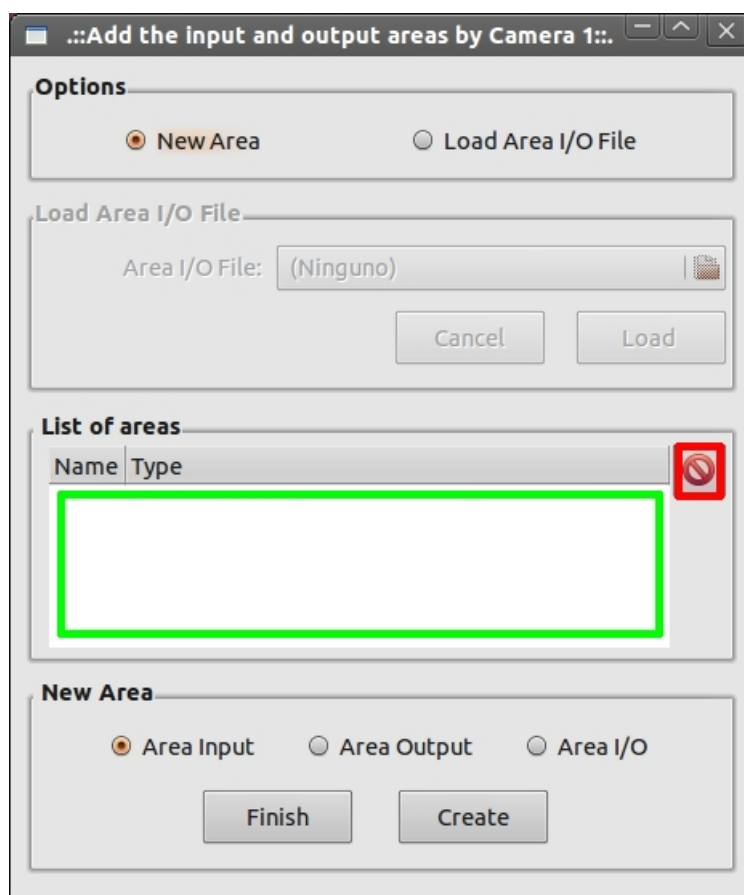 .::Add the input and output areas by Camera 1::.
Options
New Area Load Area I/O File
Load Area I/O File
Area I/O File: (Ninguno)
Cancel Load
List of areas
Name Type
New Area
Area Input Area Output Area I/O
Finish Create